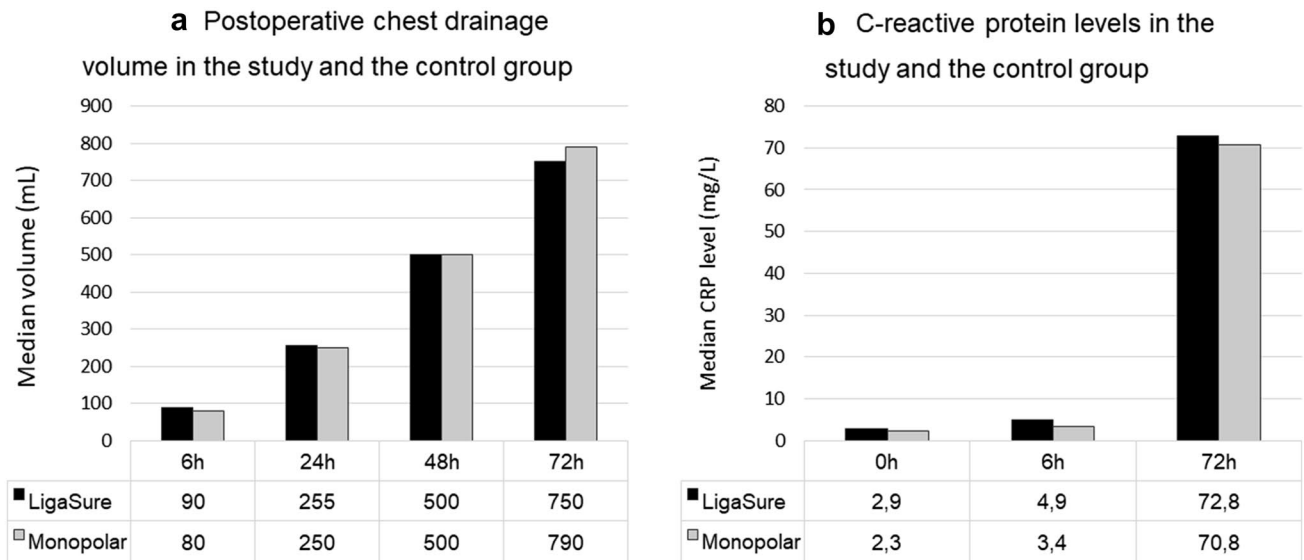 a Postoperative chest drainage
volume in the study and the control group
Median volume (mL)
900
800
700
600
500
400
300
200
100
0
6h 24h 48h 72h
LigaSure 90 255 500 750
Monopolar 80 250 500 790
b C-reactive protein levels in the
study and the control group
Median CRP level (mg/L)
80
70
60
50
40
30
20
10
0
0h 6h 72h
LigaSure 2,9 4,9 72,8
Monopolar 2,3 3,4 70,8